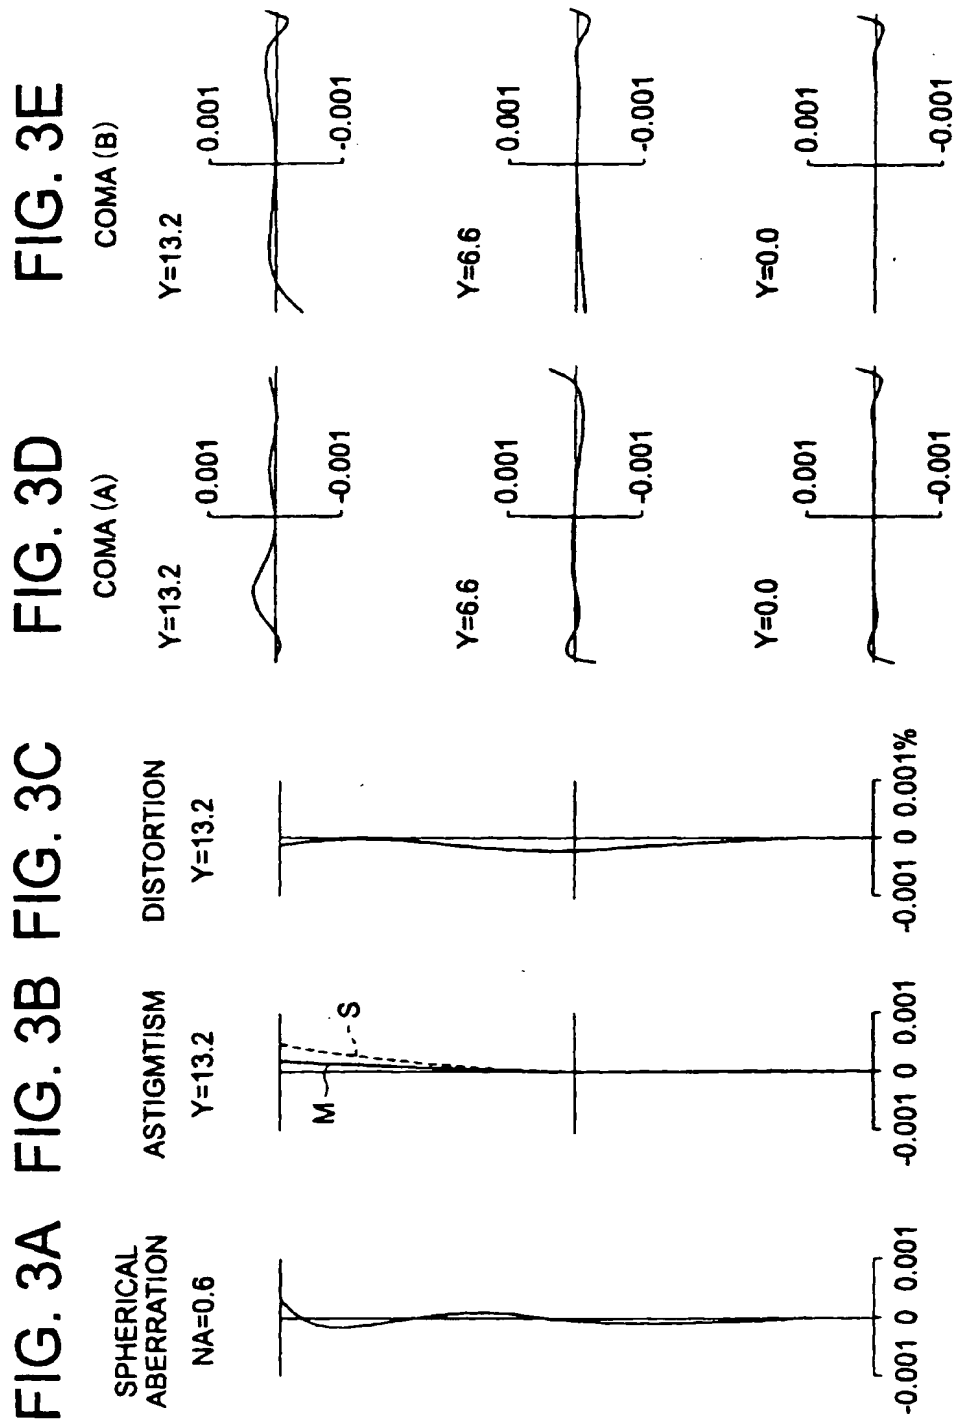 FIG. 3A
SPHERICAL
ABERRATION
NA=0.6
-0.001 0 0.001
FIG. 3B
ASTIGMTISM
Y=13.2
M
S
-0.001 0 0.001
FIG. 3C
DISTORTION
Y=13.2
-0.001 0 0.001%
FIG. 3D
COMA (A)
Y=13.2
0.001
-0.001
Y=6.6
0.001
-0.001
Y=0.0
0.001
-0.001
FIG. 3E
COMA (B)
Y=13.2
0.001
-0.001
Y=6.6
0.001
-0.001
Y=0.0
0.001
-0.001